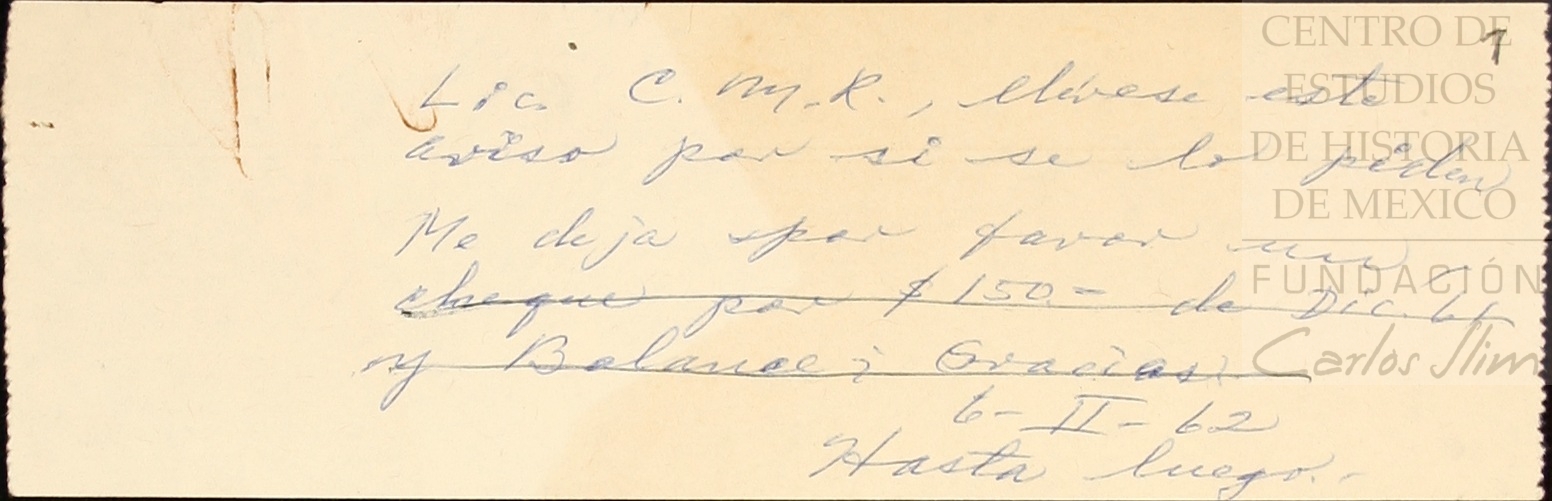 1
Lic. C. M. R., llévese este
aviso por si se lo piden
Me deja por favor un
cheque por $150.- de Dic. 61
y Balance; Gracias.
6-II-62
Hasta luego.-
CENTRO DE
ESTUDIOS
DE HISTORIA
DE MEXICO
FUNDACIÓN
Carlos Slim